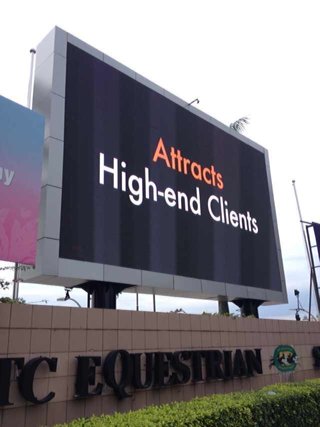 Attracts
High-end Clients
TC EQUESTRIAN